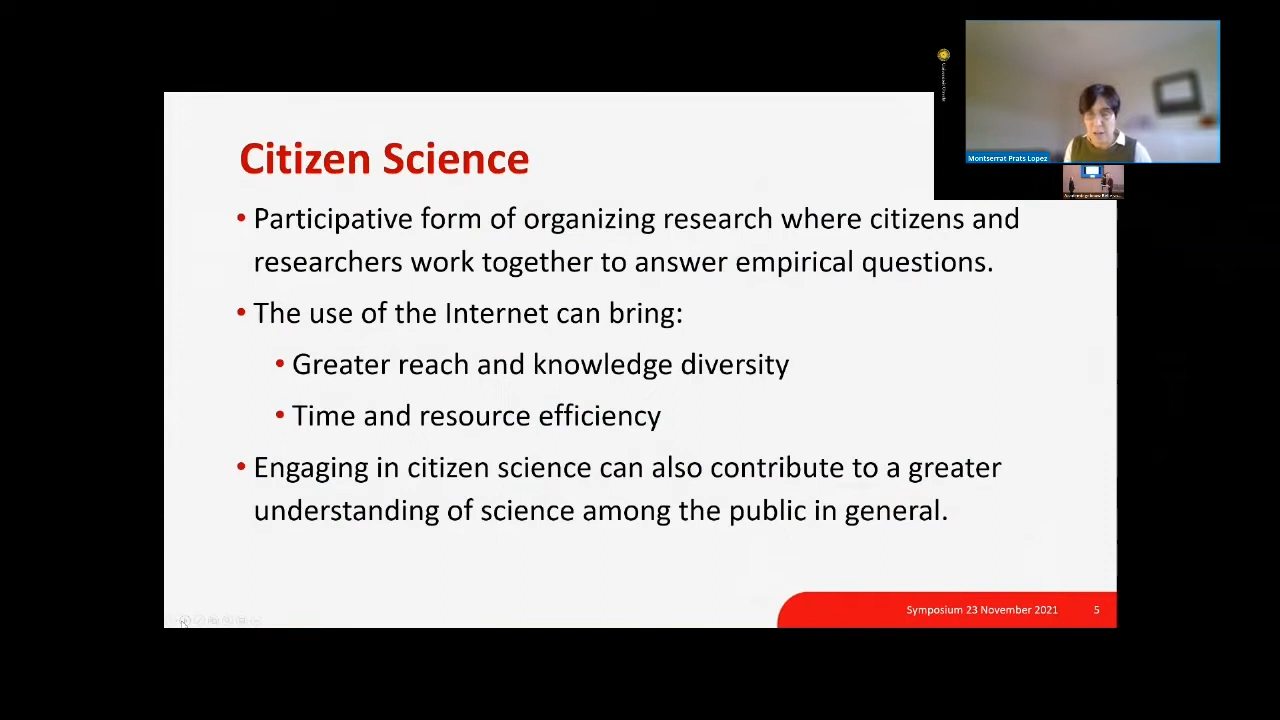 Citizen Science
• Participative form of organizing research where citizens and
researchers work together to answer empirical questions.
• The use of the Internet can bring:
• Greater reach and knowledge diversity
• Time and resource efficiency
• Engaging in citizen science can also contribute to a greater
understanding of science among the public in general.
Symposium 23 November 2021 5
Montserrat Prats Lopez